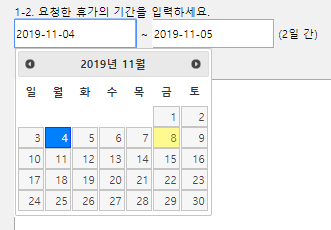 1-2. 요청한 휴가의 기간을 입력하세요.
2019-11-04 ~ 2019-11-05 (2일 간)
2019년 11월
일 월 화 수 목 금 토
1 2
3 4 5 6 7 8 9
10 11 12 13 14 15 16
17 18 19 20 21 22 23
24 25 26 27 28 29 30